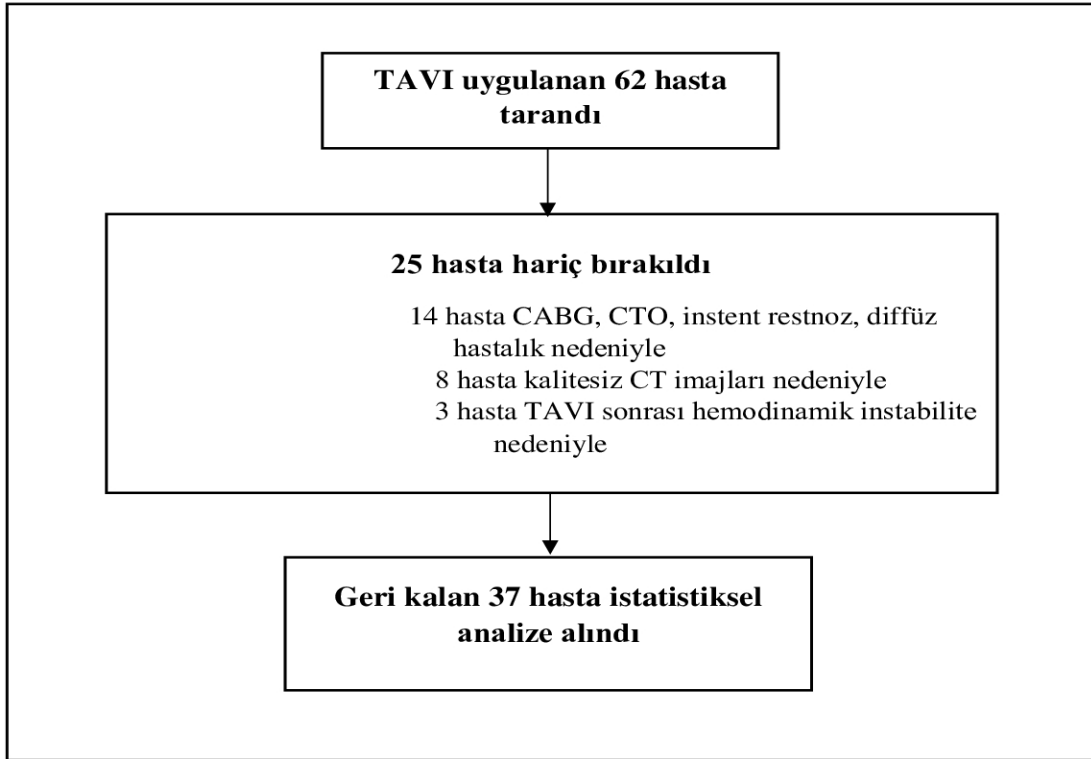 TAVI uygulanan 62 hasta
tarandı
25 hasta hariç bırakıldı
14 hasta CABG, CTO, instent restnoz, diffüz
hastalık nedeniyle
8 hasta kalitesiz CT imajları nedeniyle
3 hasta TAVI sonrası hemodinamik instabilite
nedeniyle
Geri kalan 37 hasta istatistiksel
analize alındı